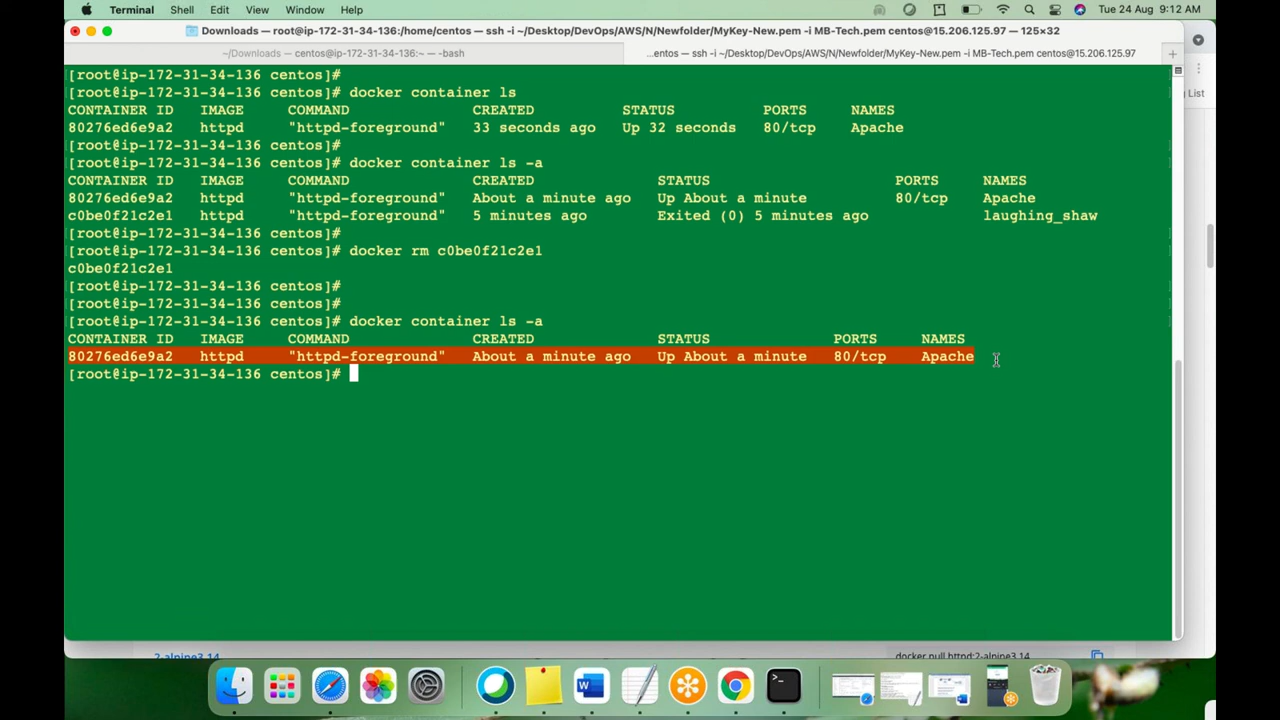 Terminal Shell Edit View Window Help Tue 24 Aug 9:12 AM
Downloads — root@ip-172-31-34-136:/home/centos — ssh -i ~/Desktop/DevOps/AWS/N/Newfolder/MyKey-New.pem -i MB-Tech.pem centos@15.206.125.97 — 125×32
~/Downloads — centos@ip-172-31-34-136:~ — -bash ...entos — ssh -i ~/Desktop/DevOps/AWS/N/Newfolder/MyKey-New.pem -i MB-Tech.pem centos@15.206.125.97 +
[root@ip-172-31-34-136 centos]#
[root@ip-172-31-34-136 centos]# docker container ls
CONTAINER ID IMAGE COMMAND CREATED STATUS PORTS NAMES
80276ed6e9a2 httpd "httpd-foreground" 33 seconds ago Up 32 seconds 80/tcp Apache
[root@ip-172-31-34-136 centos]#
[root@ip-172-31-34-136 centos]# docker container ls -a
CONTAINER ID IMAGE COMMAND CREATED STATUS PORTS NAMES
80276ed6e9a2 httpd "httpd-foreground" About a minute ago Up About a minute 80/tcp Apache
c0be0f21c2e1 httpd "httpd-foreground" 5 minutes ago Exited (0) 5 minutes ago laughing_shaw
[root@ip-172-31-34-136 centos]#
[root@ip-172-31-34-136 centos]# docker rm c0be0f21c2e1
c0be0f21c2e1
[root@ip-172-31-34-136 centos]#
[root@ip-172-31-34-136 centos]#
[root@ip-172-31-34-136 centos]# docker container ls -a
CONTAINER ID IMAGE COMMAND CREATED STATUS PORTS NAMES
80276ed6e9a2 httpd "httpd-foreground" About a minute ago Up About a minute 80/tcp Apache
[root@ip-172-31-34-136 centos]#
List
2-alpine3.14 docker pull httpd:2-alpine3.14